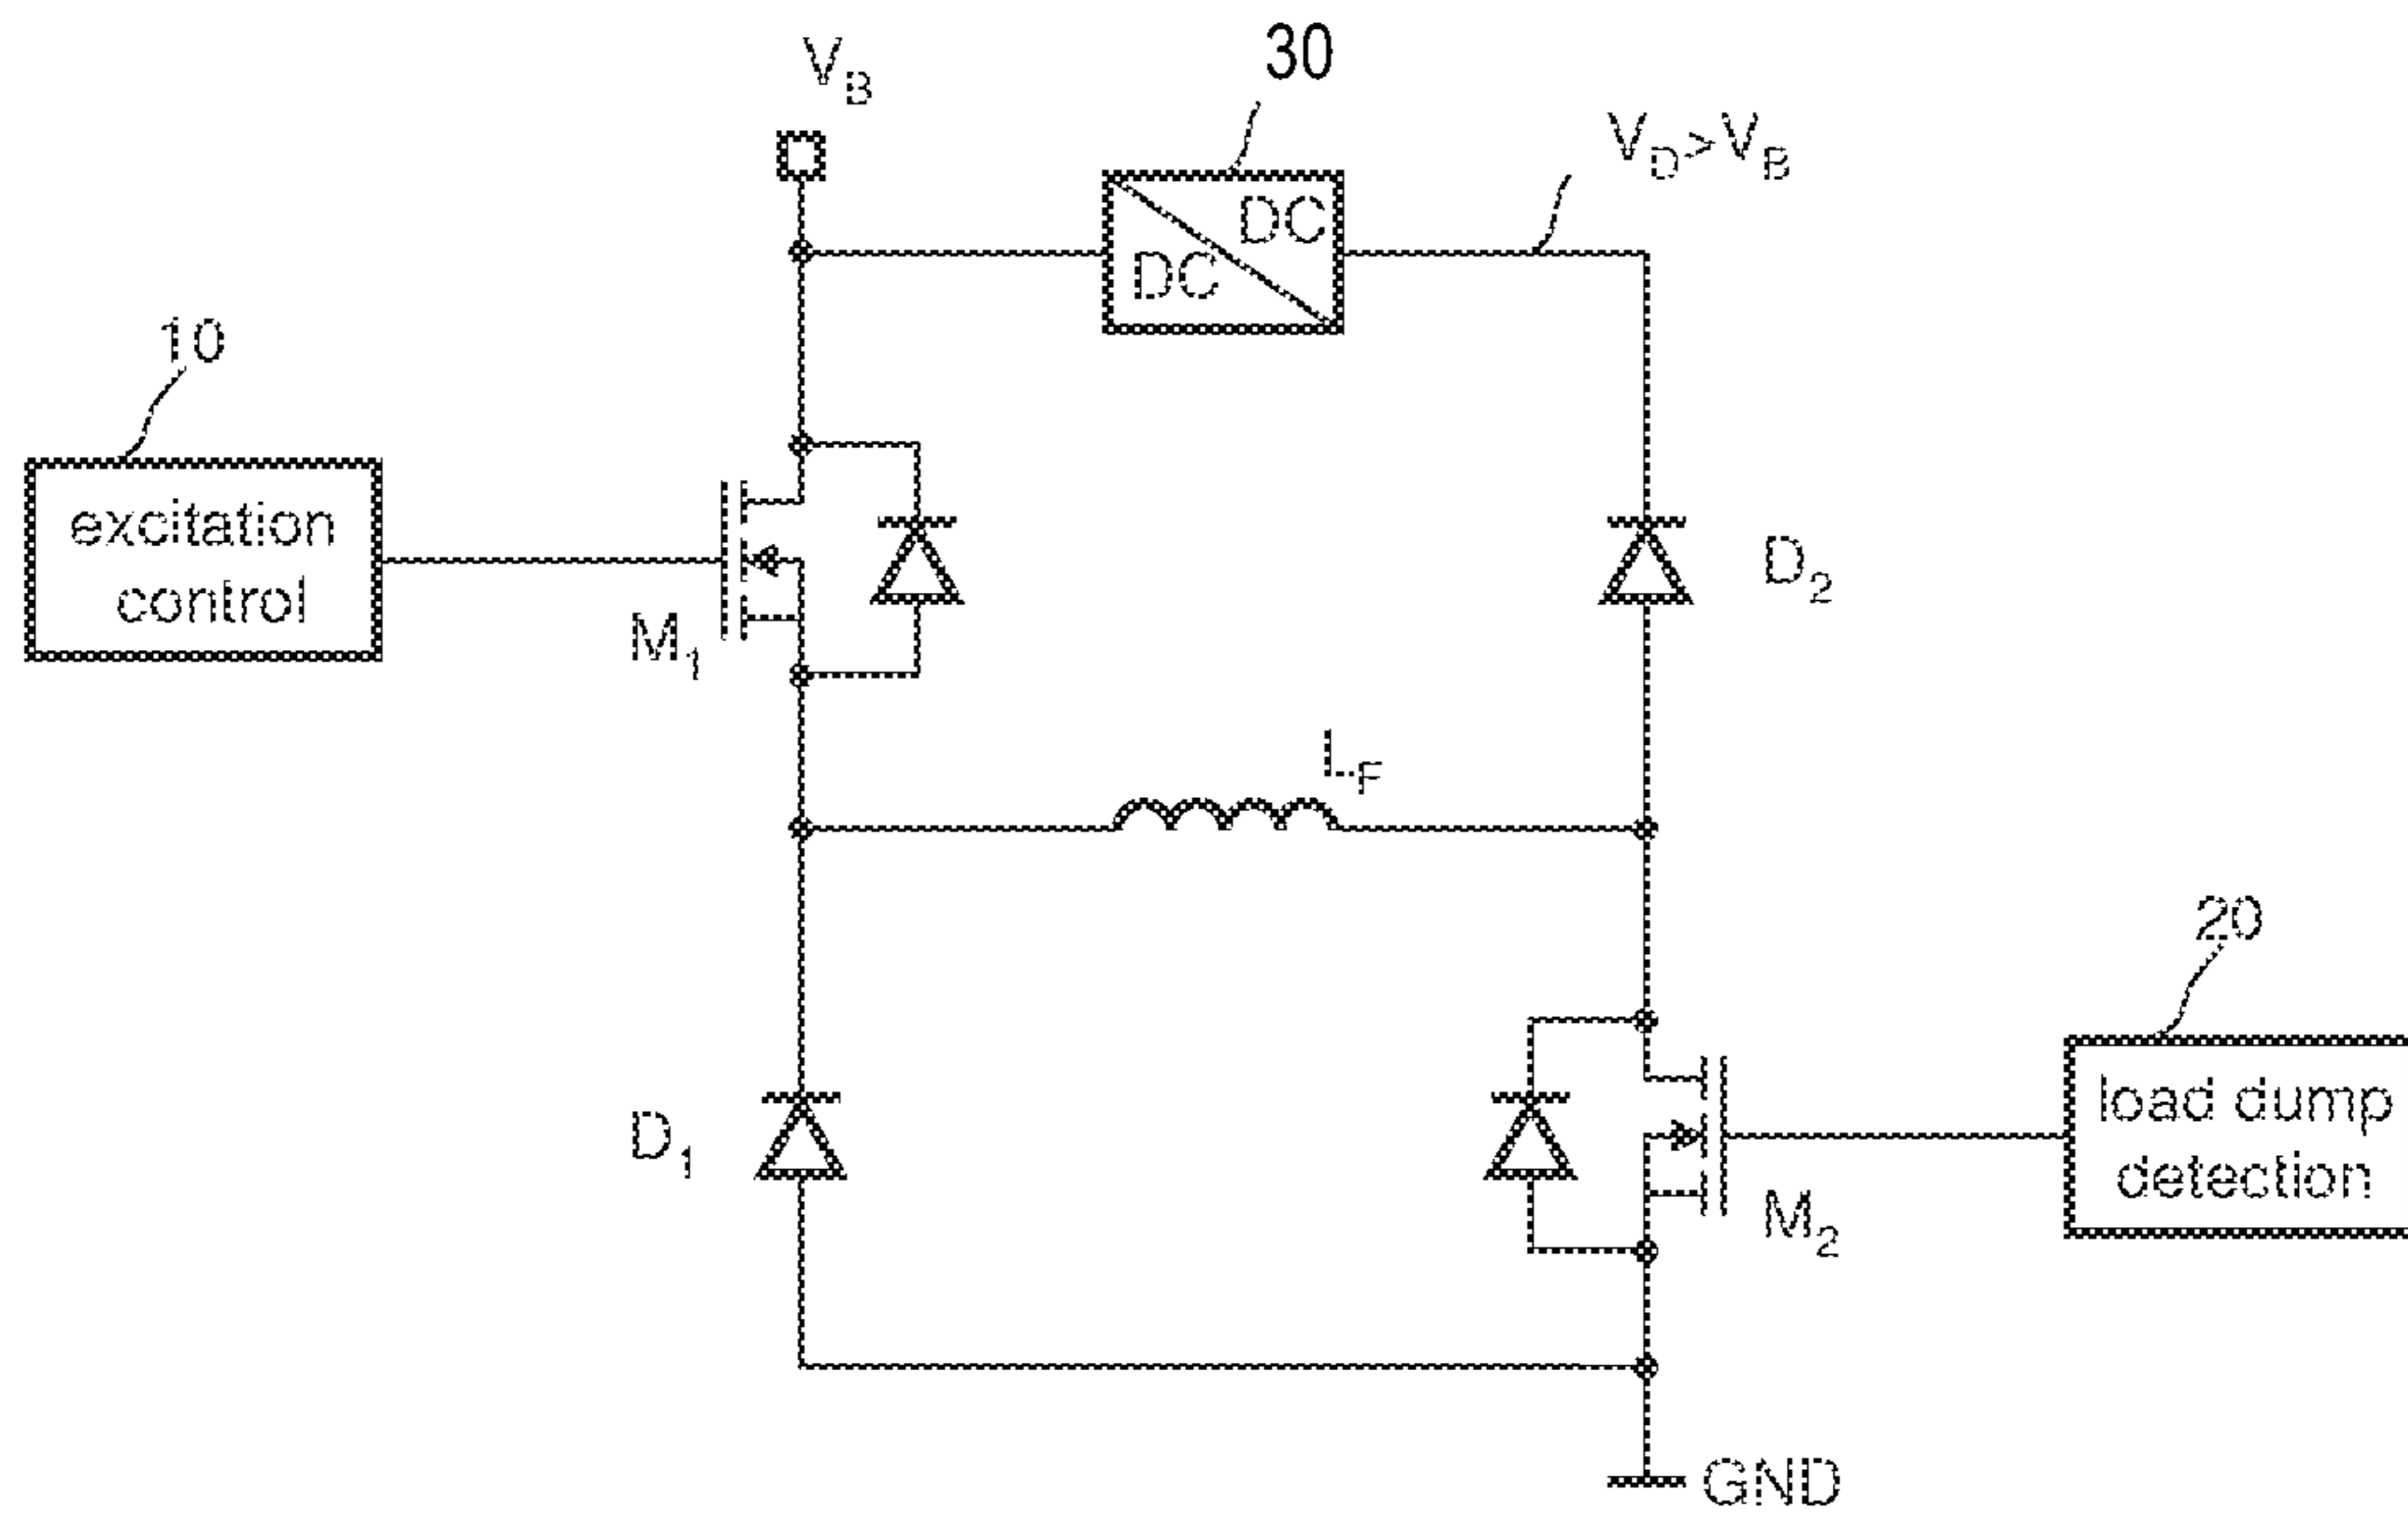 V_B
30
V_D>V_B
DC
DC
10
excitation
control
M_1
D_2
L_F
20
D_1
load dump
detection
M_2
GND